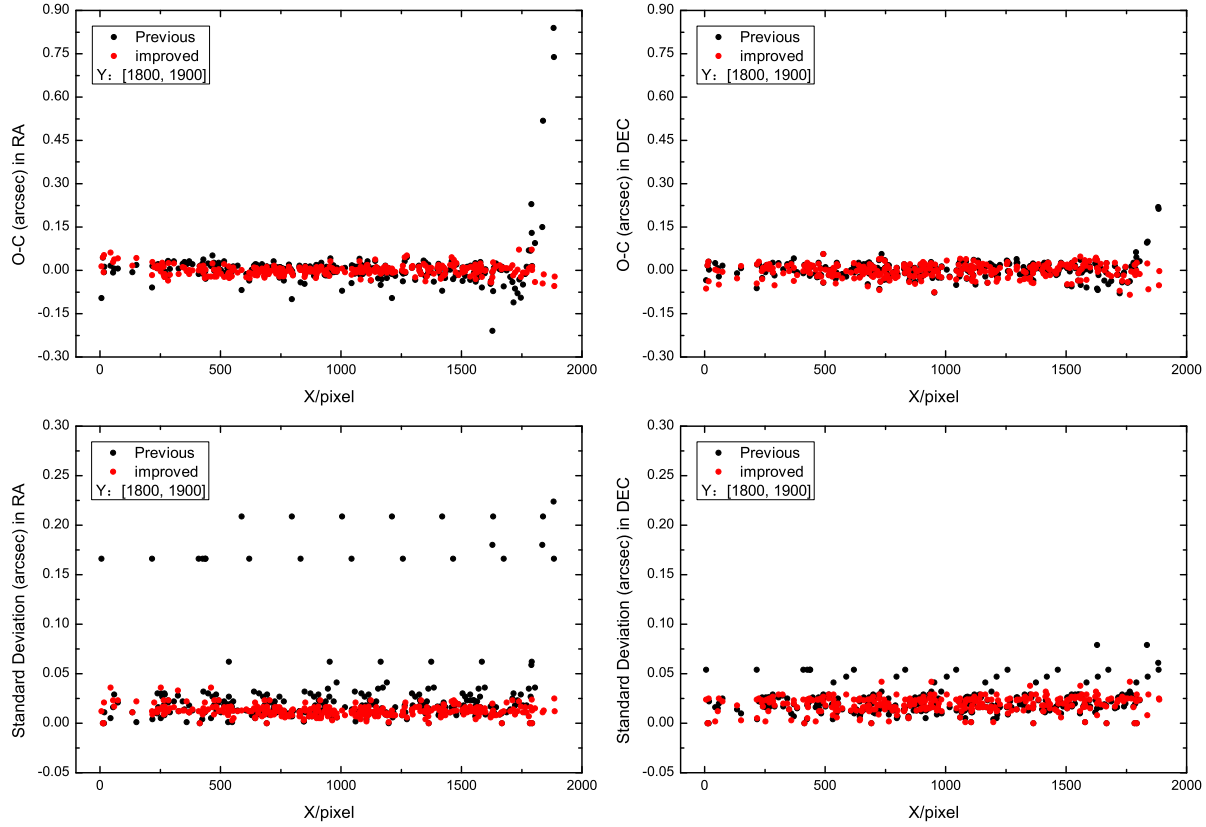 0.90
0.75
0.60
0.45
0.30
0.15
0.00
-0.15
-0.30
O-C (arcsec) in RA
Previous
improved
Y： [1800, 1900]
0
500
1000
1500
2000
X/pixel
0.90
0.75
0.60
0.45
0.30
0.15
0.00
-0.15
-0.30
O-C (arcsec) in DEC
Previous
improved
Y： [1800, 1900]
0
500
1000
1500
2000
X/pixel
0.30
0.25
0.20
0.15
0.10
0.05
0.00
-0.05
Standard Deviation (arcsec) in RA
Previous
improved
Y： [1800, 1900]
0
500
1000
1500
2000
X/pixel
0.30
0.25
0.20
0.15
0.10
0.05
0.00
-0.05
Standard Deviation (arcsec) in DEC
Previous
improved
Y： [1800, 1900]
0
500
1000
1500
2000
X/pixel